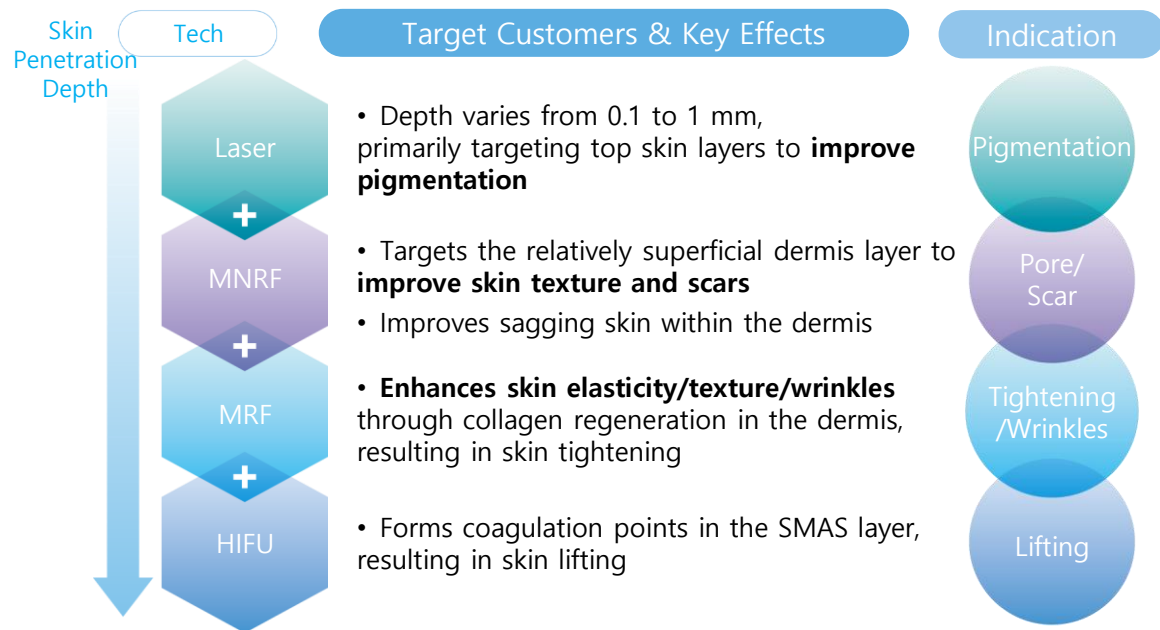 Skin
Penetration
Depth
Tech
Target Customers & Key Effects
Indication
Laser
• Depth varies from 0.1 to 1 mm,
primarily targeting top skin layers to improve
pigmentation
Pigmentation
+
MNRF
• Targets the relatively superficial dermis layer to
improve skin texture and scars
• Improves sagging skin within the dermis
Pore/
Scar
+
MRF
• Enhances skin elasticity/texture/wrinkles
through collagen regeneration in the dermis,
resulting in skin tightening
Tightening
/Wrinkles
+
HIFU
• Forms coagulation points in the SMAS layer,
resulting in skin lifting
Lifting